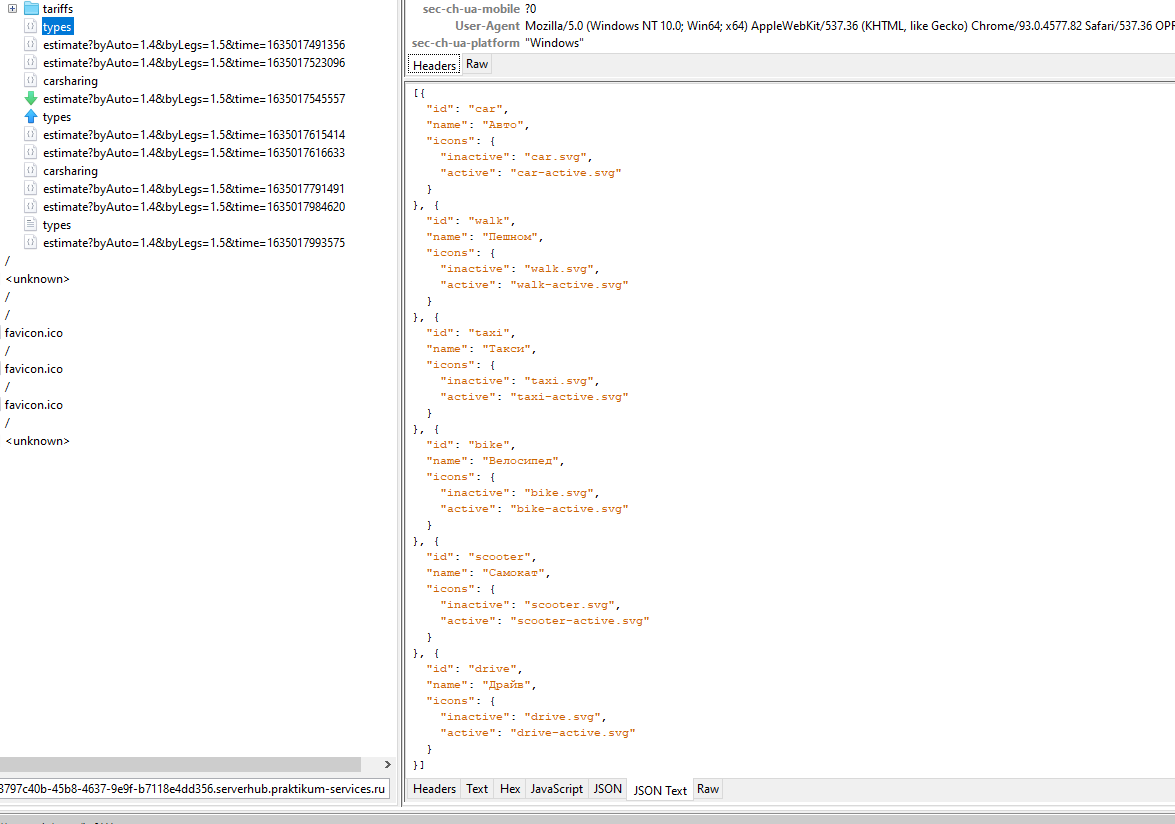 tariffs
types
estimate?byAuto=1.4&byLegs=1.5&time=1635017491356
estimate?byAuto=1.4&byLegs=1.5&time=1635017523096
carsharing
estimate?byAuto=1.4&byLegs=1.5&time=1635017545557
types
estimate?byAuto=1.4&byLegs=1.5&time=1635017615414
estimate?byAuto=1.4&byLegs=1.5&time=1635017616633
carsharing
estimate?byAuto=1.4&byLegs=1.5&time=1635017791491
estimate?byAuto=1.4&byLegs=1.5&time=1635017984620
types
estimate?byAuto=1.4&byLegs=1.5&time=1635017993575
/
<unknown>
/
/
favicon.ico
/
favicon.ico
/
favicon.ico
/
<unknown>
3797c40b-45b8-4637-9e9f-b7118e4dd356.serverhub.praktikum-services.ru
sec-ch-ua-mobile ?0
User-Agent Mozilla/5.0 (Windows NT 10.0; Win64; x64) AppleWebKit/537.36 (KHTML, like Gecko) Chrome/93.0.4577.82 Safari/537.36 OPR
sec-ch-ua-platform "Windows"
Headers Raw
[{
"id": "car",
"name": "Авто",
"icons": {
"inactive": "car.svg",
"active": "car-active.svg"
}
}, {
"id": "walk",
"name": "Пешком",
"icons": {
"inactive": "walk.svg",
"active": "walk-active.svg"
}
}, {
"id": "taxi",
"name": "Такси",
"icons": {
"inactive": "taxi.svg",
"active": "taxi-active.svg"
}
}, {
"id": "bike",
"name": "Велосипед",
"icons": {
"inactive": "bike.svg",
"active": "bike-active.svg"
}
}, {
"id": "scooter",
"name": "Самокат",
"icons": {
"inactive": "scooter.svg",
"active": "scooter-active.svg"
}
}, {
"id": "drive",
"name": "Драйв",
"icons": {
"inactive": "drive.svg",
"active": "drive-active.svg"
}
}]
Headers Text Hex JavaScript JSON JSON Text Raw